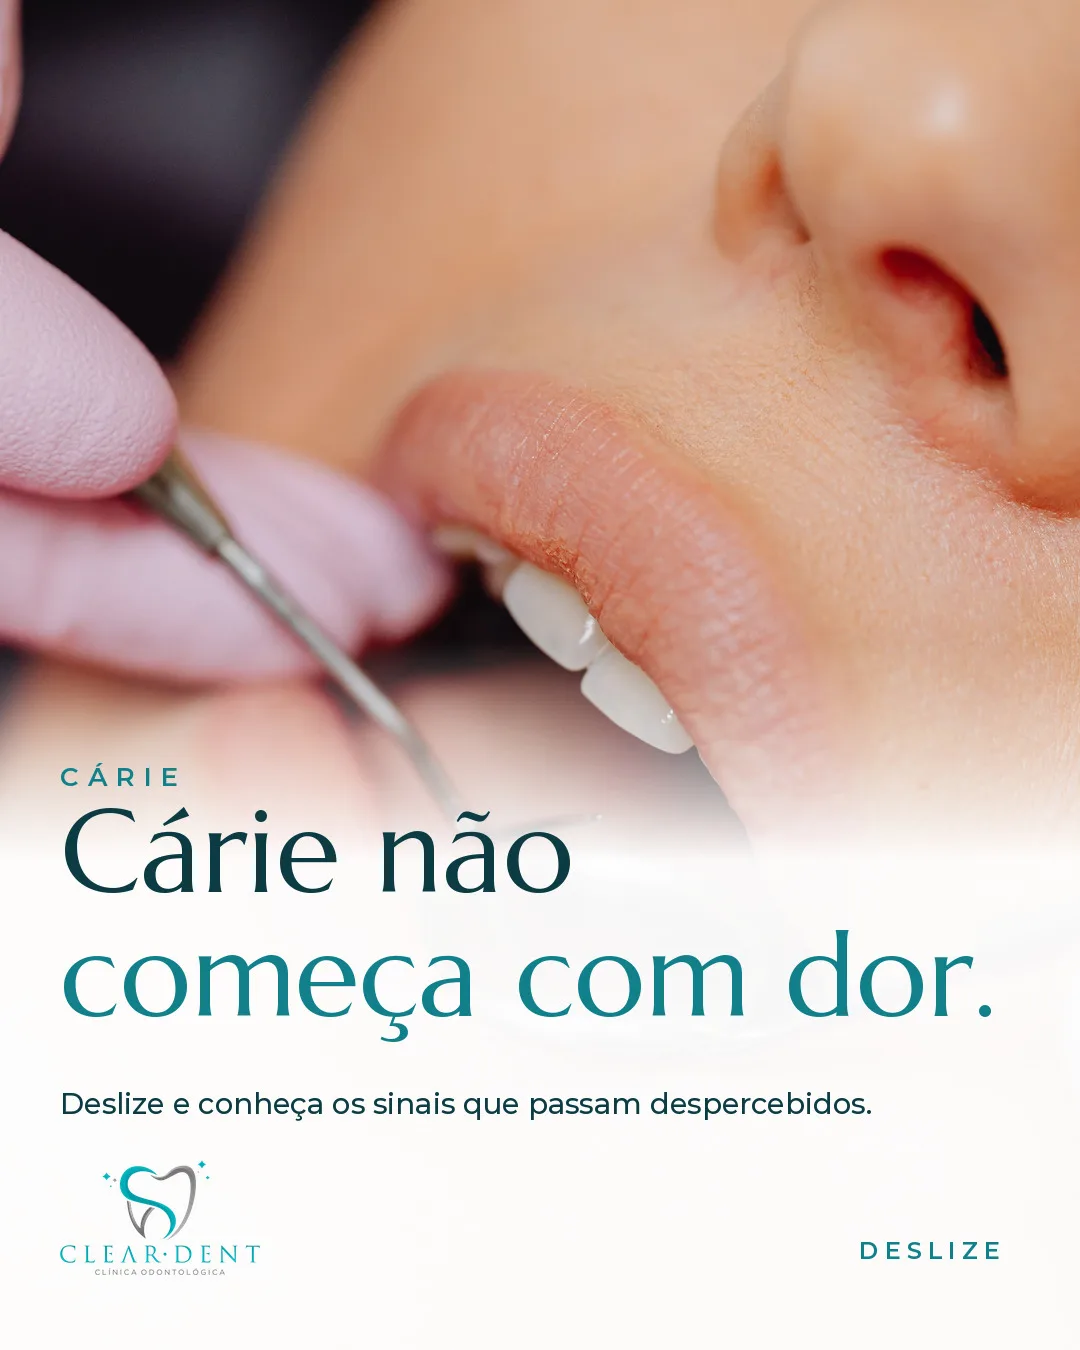 CÁRIE
Cárie não
começa com dor.
Deslize e conheça os sinais que passam despercebidos.
CLEAR·DENT
CLÍNICA ODONTOLÓGICA
DESLIZE